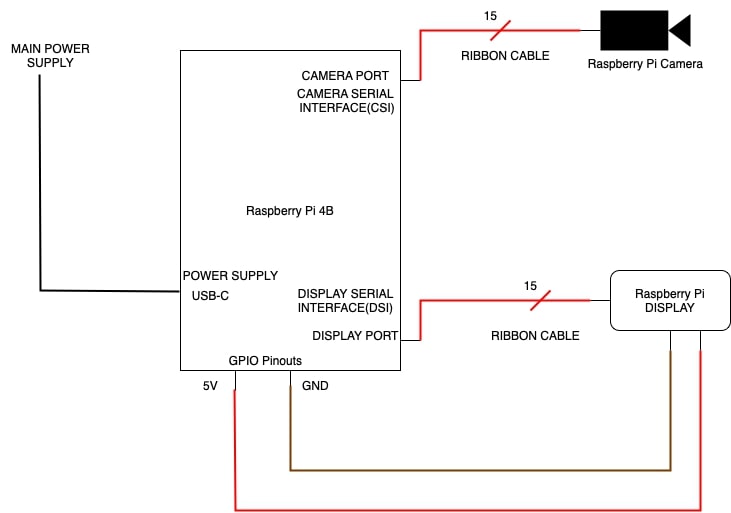 15
MAIN POWER
SUPPLY
RIBBON CABLE
Raspberry Pi Camera
CAMERA PORT
CAMERA SERIAL
INTERFACE(CSI)
Raspberry Pi 4B
POWER SUPPLY
USB-C
DISPLAY SERIAL
INTERFACE(DSI)
DISPLAY PORT
15
RIBBON CABLE
Raspberry Pi
DISPLAY
GPIO Pinouts
5V
GND